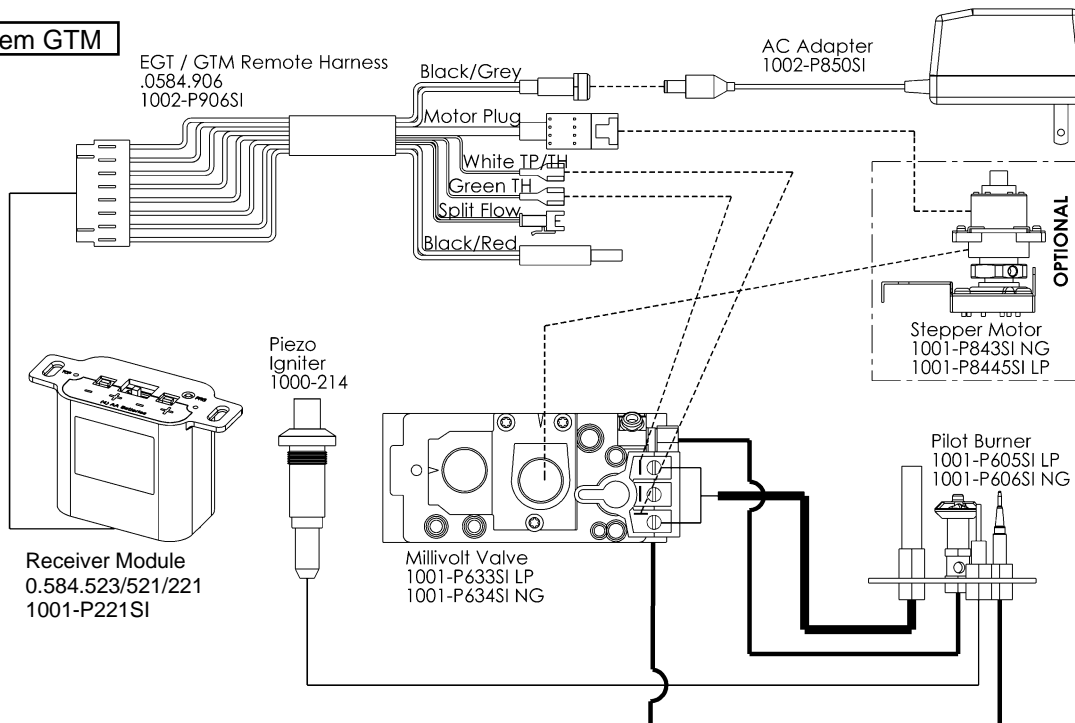 em GTM
EGT / GTM Remote Harness
.0584.906
1002-P906SI
Black/Grey
Motor Plug
White TP/TH
Green TH
Split Flow
Black/Red
AC Adapter
1002-P850SI
OPTIONAL
Stepper Motor
1001-P843SI NG
1001-P8445SI LP
Piezo
Igniter
1000-214
Pilot Burner
1001-P605SI LP
1001-P606SI NG
Millivolt Valve
1001-P633SI LP
1001-P634SI NG
Receiver Module
0.584.523/521/221
1001-P221SI